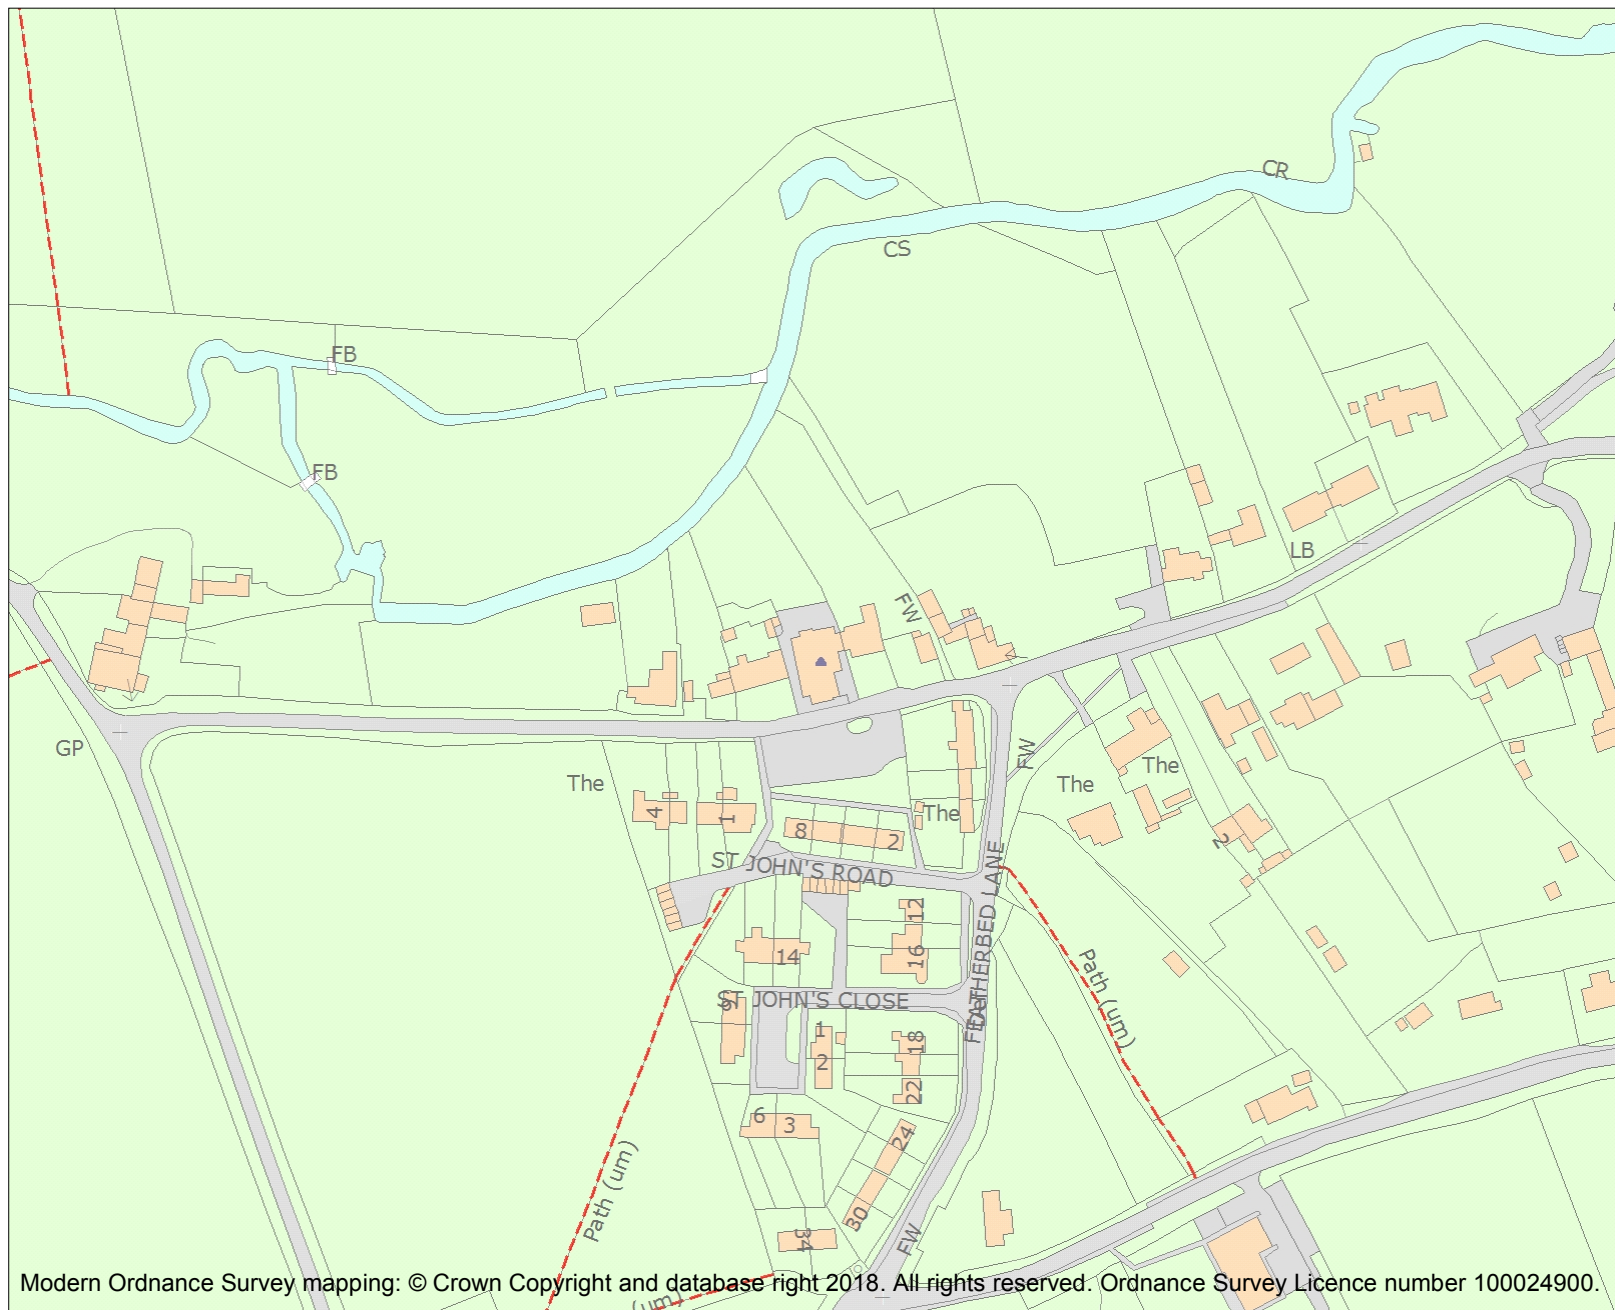 CR
CS
FB
FB
LB
FW
GP
FW
The
The
The
The
4
1
8
2
2
ST JOHN'S ROAD
FEATHERBED LANE
12
16
14
Path (um)
ST JOHN'S CLOSE
9
1
2
18
22
6
3
24
30
34
Path (um)
FW
(um)
Modern Ordnance Survey mapping: © Crown Copyright and database right 2018. All rights reserved. Ordnance Survey Licence number 100024900.